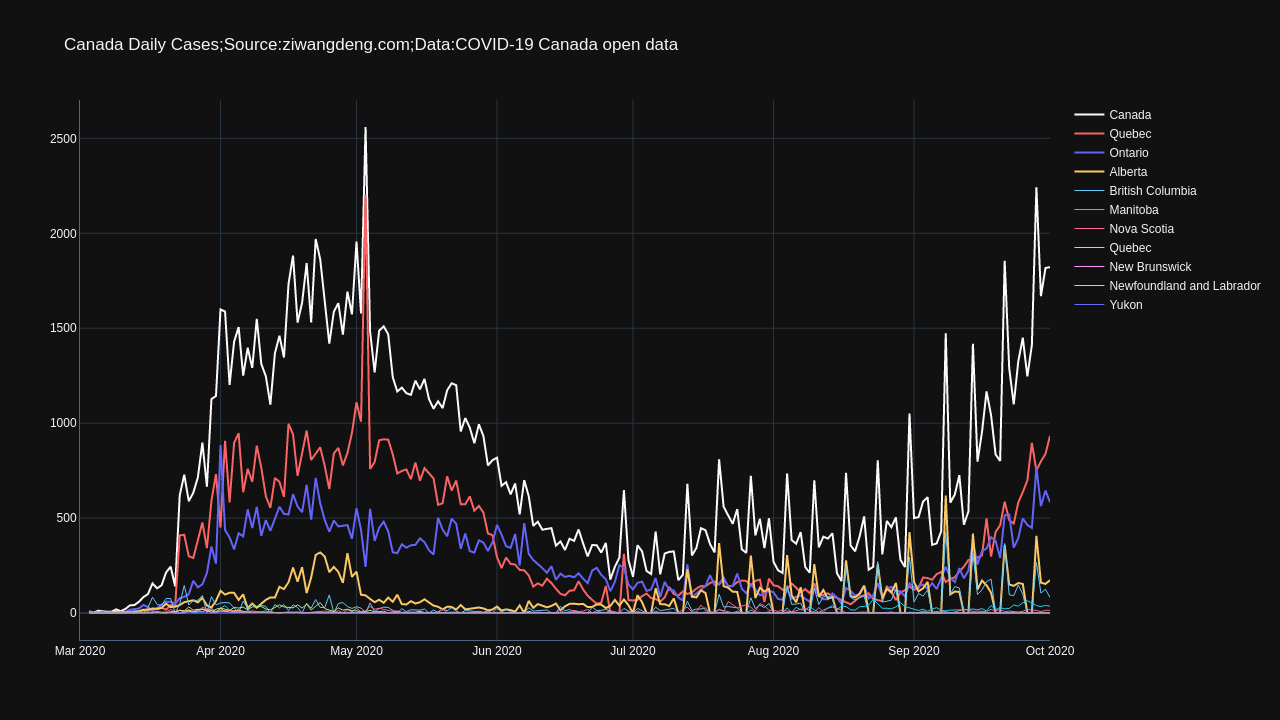 Canada Daily Cases;Source:ziwangdeng.com;Data:COVID-19 Canada open data
2500
2000
1500
1000
500
0
Mar 2020
Apr 2020
May 2020
Jun 2020
Jul 2020
Aug 2020
Sep 2020
Oct 2020
Canada
Quebec
Ontario
Alberta
British Columbia
Manitoba
Nova Scotia
Quebec
New Brunswick
Newfoundland and Labrador
Yukon